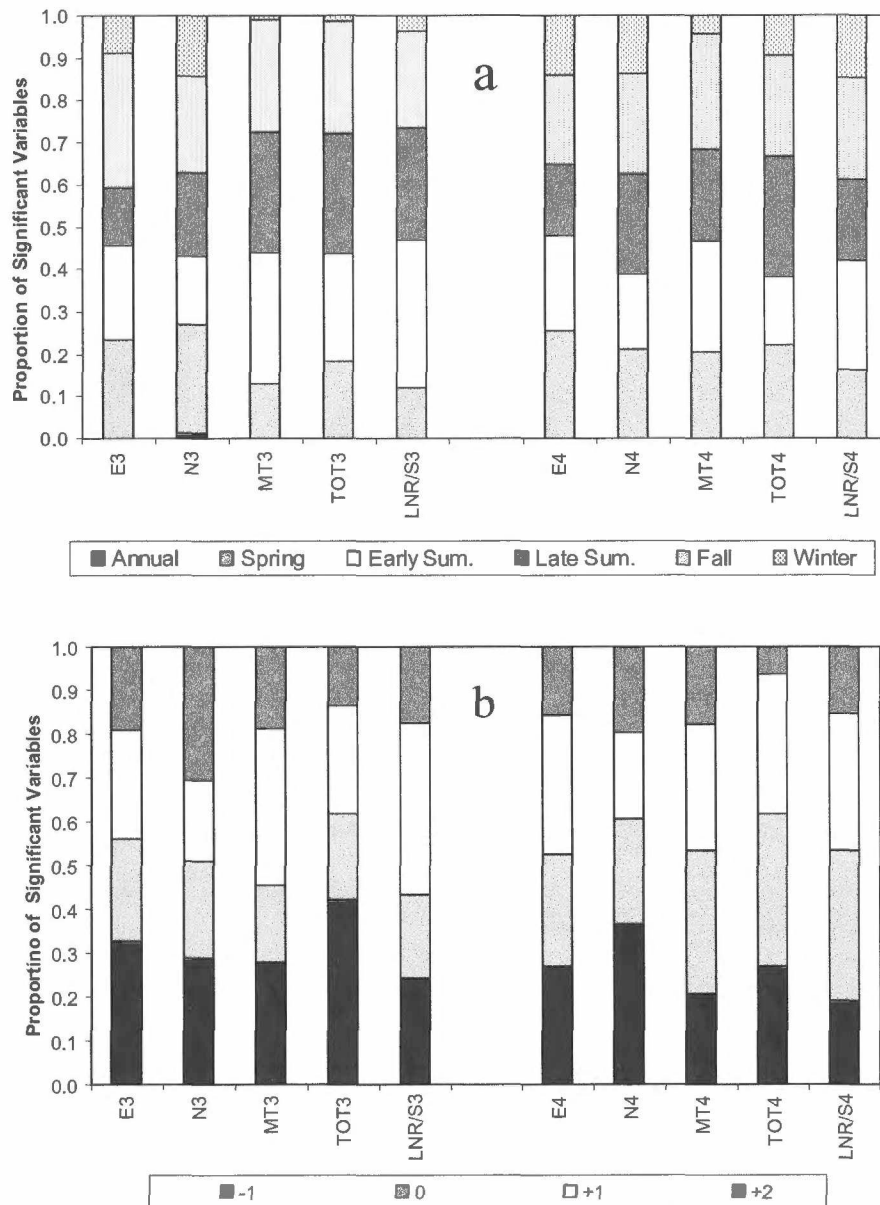 a
Proportion of Significant Variables
1.0
0.9
0.8
0.7
0.6
0.5
0.4
0.3
0.2
0.1
0.0
E3 N3 MT3 TOT3 LNR/S3 E4 N4 MT4 TOT4 LNR/S4
Annual Spring Early Sum. Late Sum. Fall Winter
b
Proportino of Significant Variables
1.0
0.9
0.8
0.7
0.6
0.5
0.4
0.3
0.2
0.1
0.0
E3 N3 MT3 TOT3 LNR/S3 E4 N4 MT4 TOT4 LNR/S4
-1 0 +1 +2